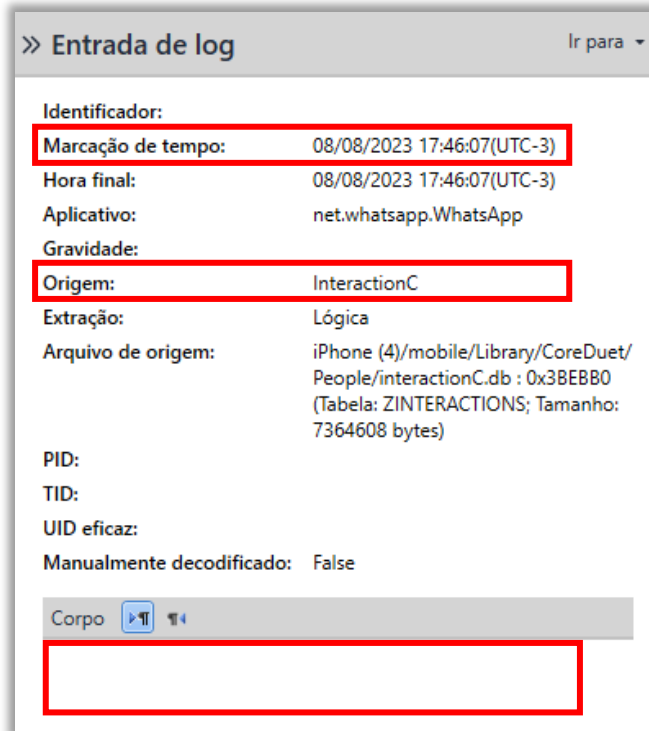 » Entrada de log Ir para
Identificador:
Marcação de tempo: 08/08/2023 17:46:07(UTC-3)
Hora final: 08/08/2023 17:46:07(UTC-3)
Aplicativo: net.whatsapp.WhatsApp
Gravidade:
Origem: InteractionC
Extração: Lógica
Arquivo de origem: iPhone (4)/mobile/Library/CoreDuet/
People/interactionC.db : 0x3BEBB0
(Tabela: ZINTERACTIONS; Tamanho:
7364608 bytes)
PID:
TID:
UID eficaz:
Manualmente decodificado: False
Corpo